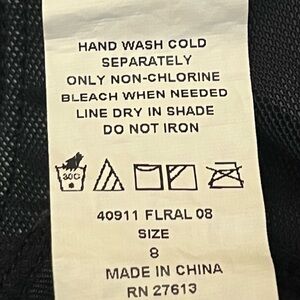 HAND WASH COLD
SEPARATELY
ONLY NON-CHLORINE
BLEACH WHEN NEEDED
LINE DRY IN SHADE
DO NOT IRON
30C
40911 FLRAL 08
SIZE
8
MADE IN CHINA
RN 27613